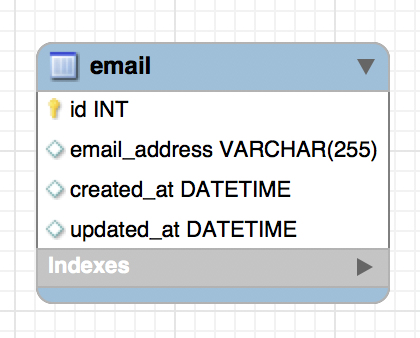 email
id INT
email_address VARCHAR(255)
created_at DATETIME
updated_at DATETIME
Indexes